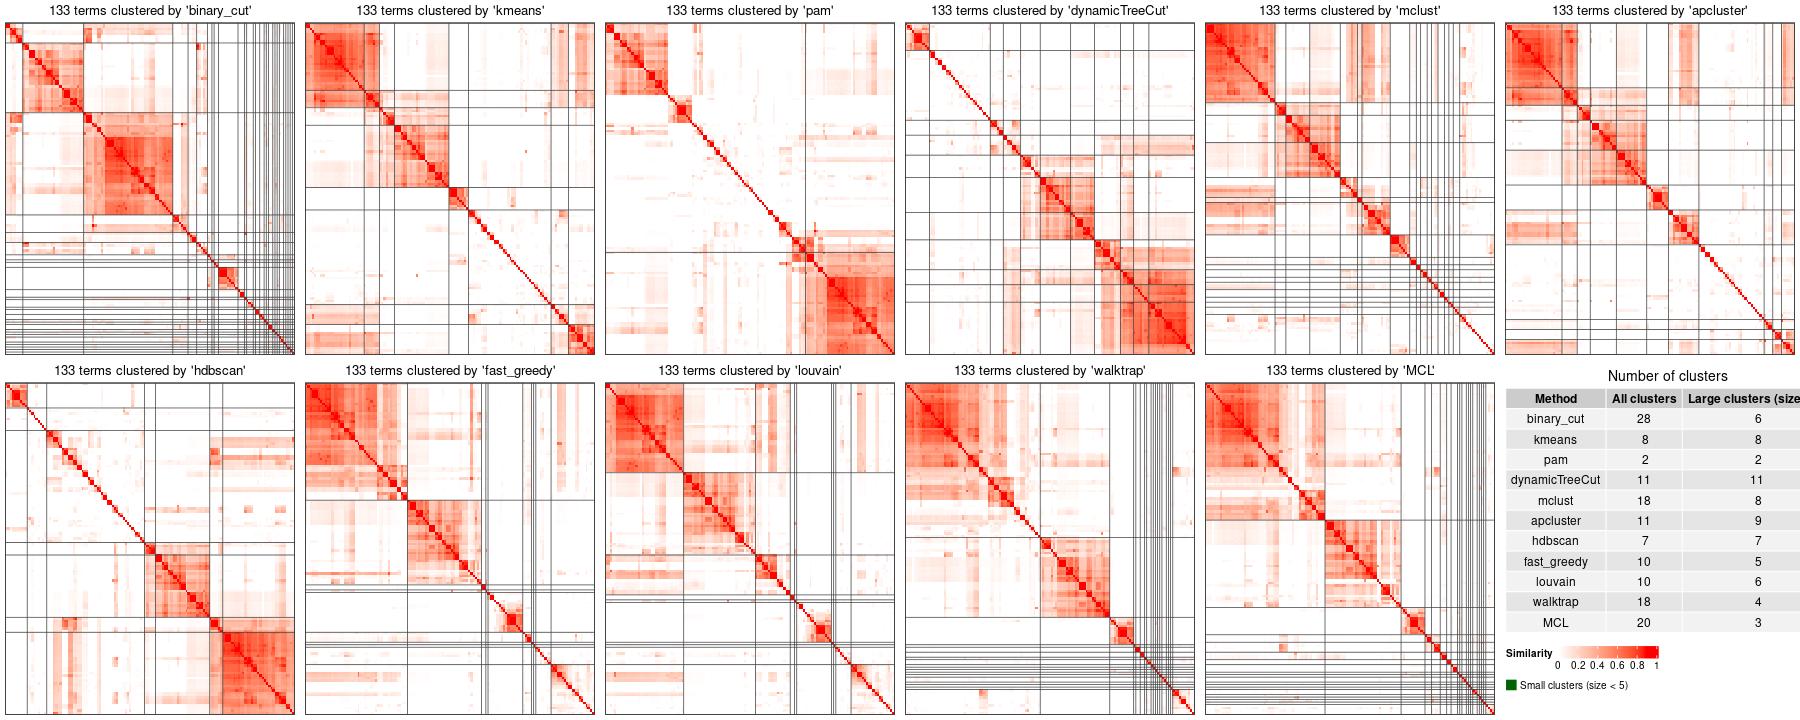 133 terms clustered by 'binary_cut'
133 terms clustered by 'kmeans'
133 terms clustered by 'pam'
133 terms clustered by 'dynamicTreeCut'
133 terms clustered by 'mclust'
133 terms clustered by 'apcluster'
133 terms clustered by 'hdbscan'
133 terms clustered by 'fast_greedy'
133 terms clustered by 'louvain'
133 terms clustered by 'walktrap'
133 terms clustered by 'MCL'
Number of clusters
Method All clusters Large clusters (size
binary_cut 28 6
kmeans 8 8
pam 2 2
dynamicTreeCut 11 11
mclust 18 8
apcluster 11 9
hdbscan 7 7
fast_greedy 10 5
louvain 10 6
walktrap 18 4
MCL 20 3
Similarity
0 0.2 0.4 0.6 0.8 1
Small clusters (size < 5)